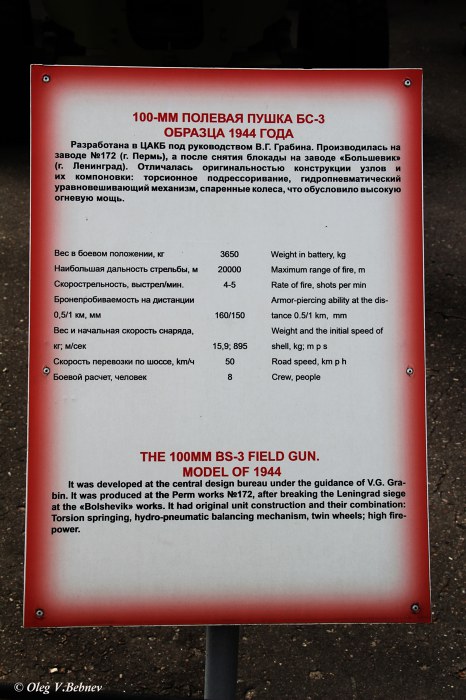 100-ММ ПОЛЕВАЯ ПУШКА БС-3
ОБРАЗЦА 1944 ГОДА
Разработана в ЦАКБ под руководством В.Г. Грабина. Производилась на
заводе №172 (г. Пермь), а после снятия блокады на заводе «Большевик»
(г. Ленинград). Отличалась оригинальностью конструкции узлов и
их компоновки: торсионное подрессоривание, гидропневматический
уравновешивающий механизм, спаренные колеса, что обусловило высокую
огневую мощь.
Вес в боевом положении, кг 3650 Weight in battery, kg
Наибольшая дальность стрельбы, м 20000 Maximum range of fire, m
Скорострельность, выстрел/мин. 4-5 Rate of fire, shots per min
Бронепробиваемость на дистанции Armor-piercing ability at the dis-
0,5/1 км, мм 160/150 tance 0.5/1 km, mm
Вес и начальная скорость снаряда, Weight and the initial speed of
кг; м/сек 15,9; 895 shell, kg; m p s
Скорость перевозки по шоссе, km/ч 50 Road speed, km p h
Боевой расчет, человек 8 Crew, people
THE 100MM BS-3 FIELD GUN.
MODEL OF 1944
It was developed at the central design bureau under the guidance of V.G. Gra-
bin. It was produced at the Perm works №172, after breaking the Leningrad siege
at the «Bolshevik» works. It had original unit construction and their combination:
Torsion springing, hydro-pneumatic balancing mechanism, twin wheels; high fire-
power.
© Oleg V.Bebnev